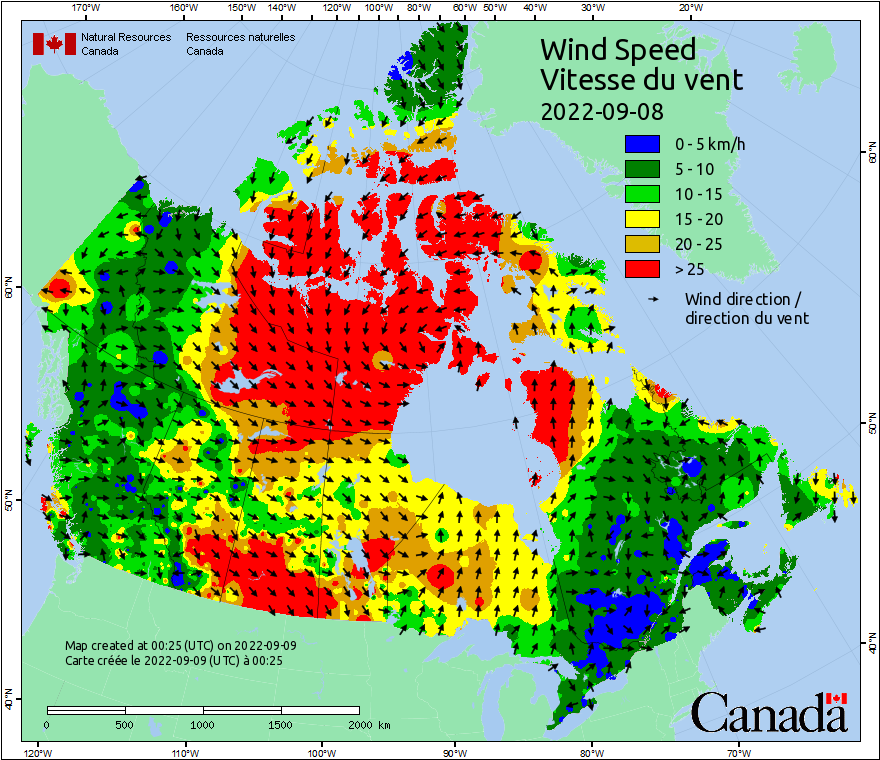 170°W 160°W 150°W 140°W 120°W 100°W 80°W 60°W 50°W 40°W 30°W 20°W
Natural Resources Canada
Ressources naturelles Canada
Wind Speed
Vitesse du vent
2022-09-08
0 - 5 km/h
5 - 10
10 - 15
15 - 20
20 - 25
> 25
Wind direction /
direction du vent
60°N
50°N
40°N
60°N
50°N
40°N
Map created at 00:25 (UTC) on 2022-09-09
Carte créée le 2022-09-09 (UTC) à 00:25
0 500 1000 1500 2000 km
Canada
120°W 110°W 100°W 90°W 80°W 70°W